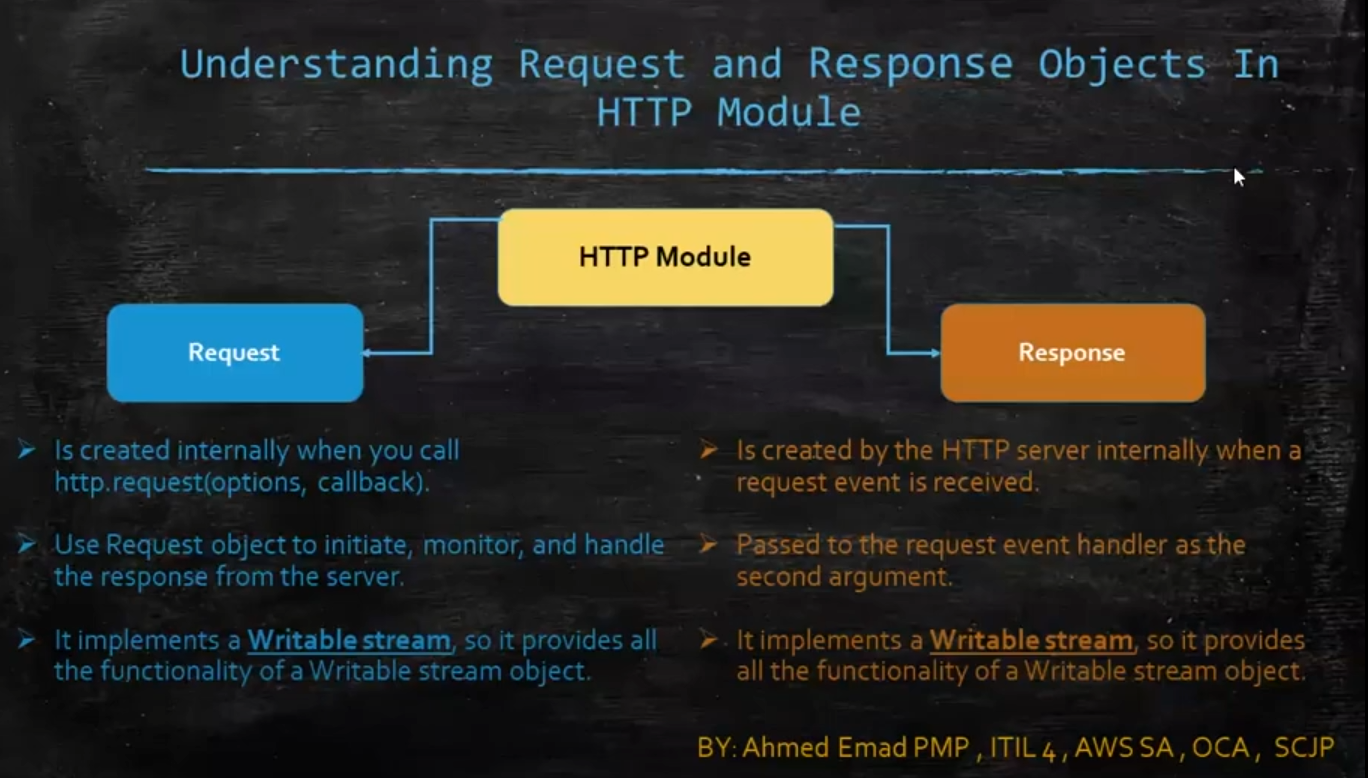 Understanding Request and Response Objects In
HTTP Module
HTTP Module
Request
Response
➢ Is created internally when you call
http.request(options, callback).
➢ Use Request object to initiate, monitor, and handle
the response from the server.
➢ It implements a Writable stream, so it provides all
the functionality of a Writable stream object.
➢ Is created by the HTTP server internally when a
request event is received.
➢ Passed to the request event handler as the
second argument.
➢ It implements a Writable stream, so it provides
all the functionality of a Writable stream object.
BY: Ahmed Emad PMP , ITIL 4 , AWS SA , OCA , SCJP